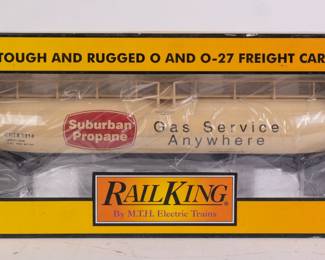 TOUGH AND RUGGED O AND O-27 FREIGHT CAR
Suburban
Propane
Gas Service
Anywhere
RAILKING
®
By M.T.H. Electric Trains